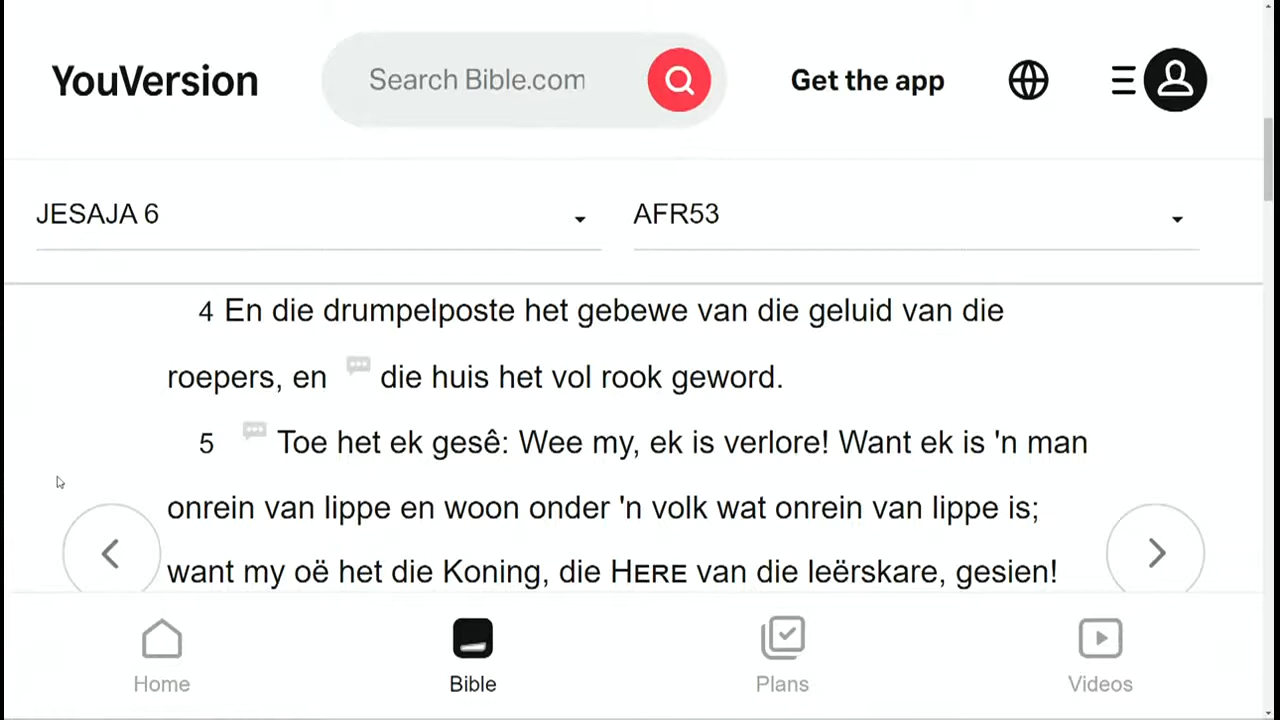 YouVersion Search Bible.com Get the app
JESAJA 6 AFR53
4 En die drumpelposte het gebewe van die geluid van die
roepers, en die huis het vol rook geword.
5 Toe het ek gesê: Wee my, ek is verlore! Want ek is 'n man
onrein van lippe en woon onder 'n volk wat onrein van lippe is;
want my oë het die Koning, die HERE van die leërskare, gesien!
Home Bible Plans Videos